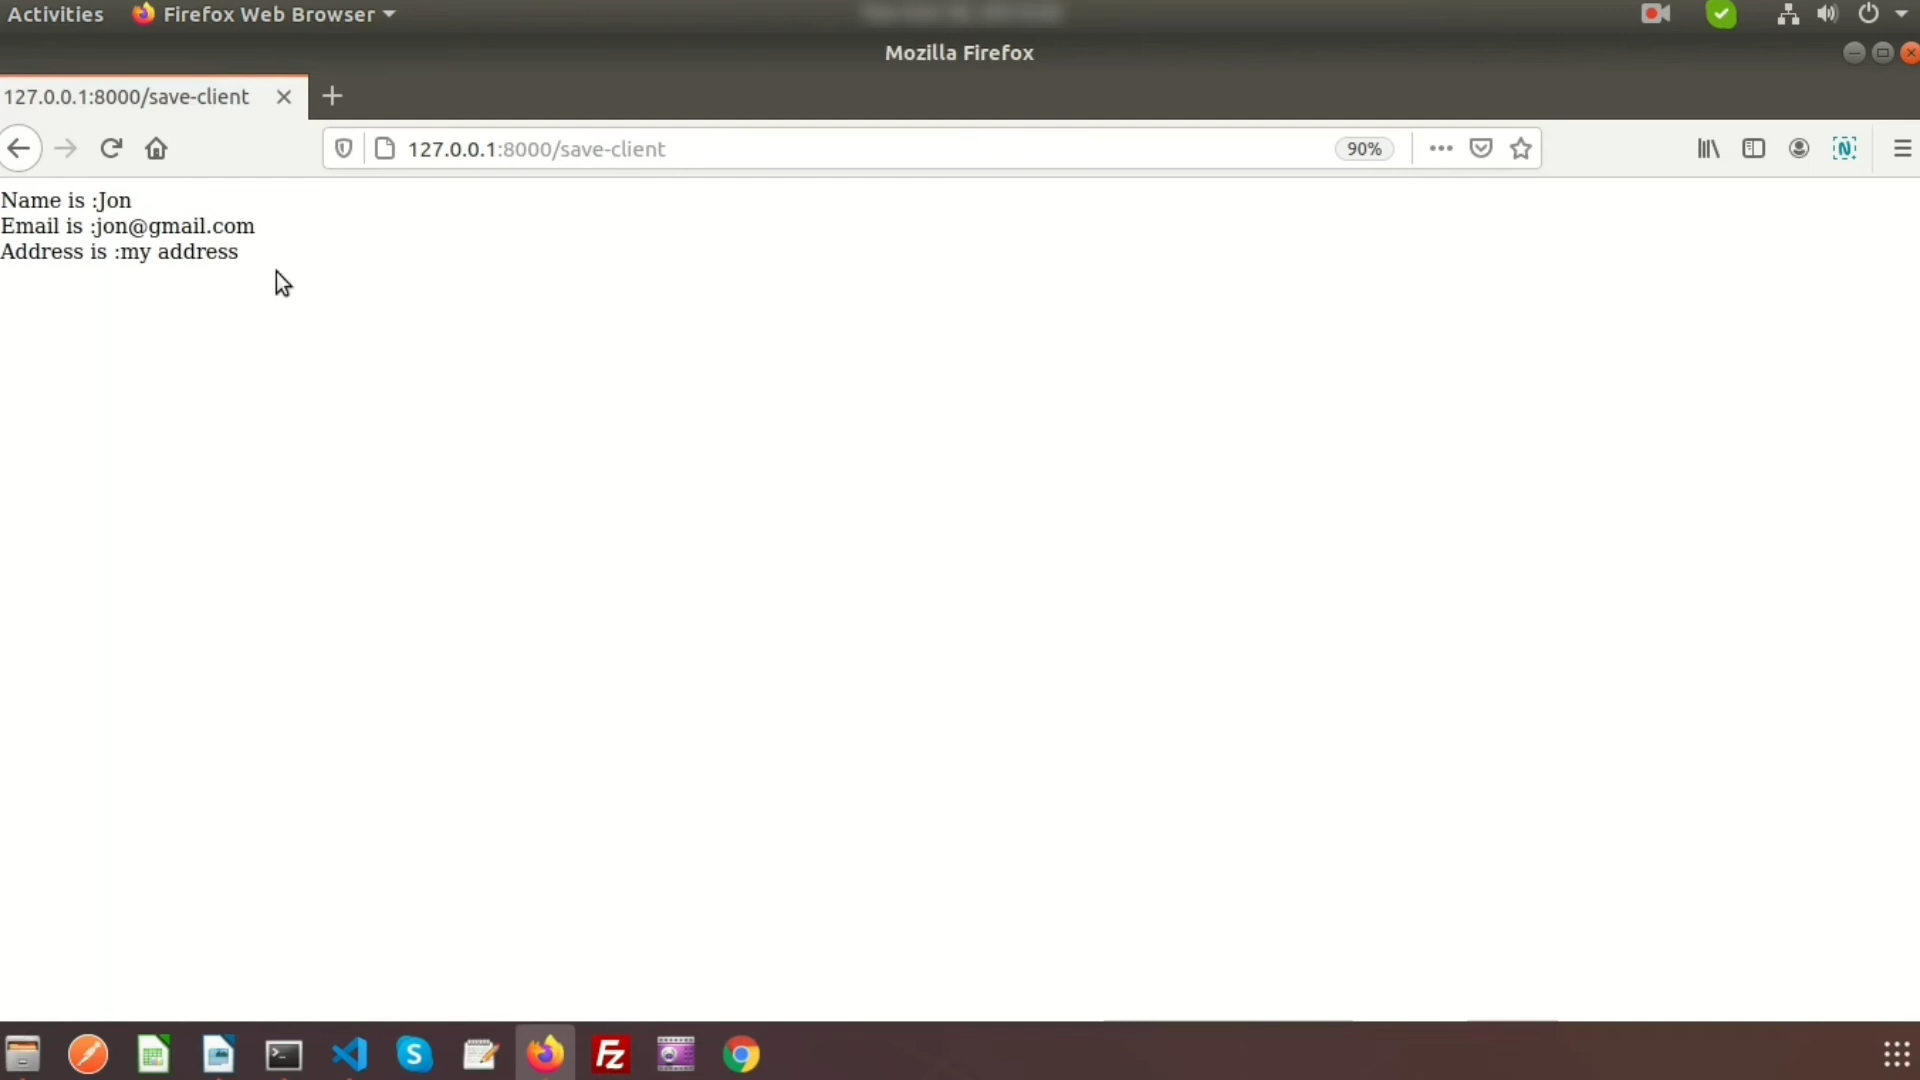 Activities Firefox Web Browser
Mozilla Firefox
127.0.0.1:8000/save-client
127.0.0.1:8000/save-client 90%
Name is :Jon
Email is :jon@gmail.com
Address is :my address